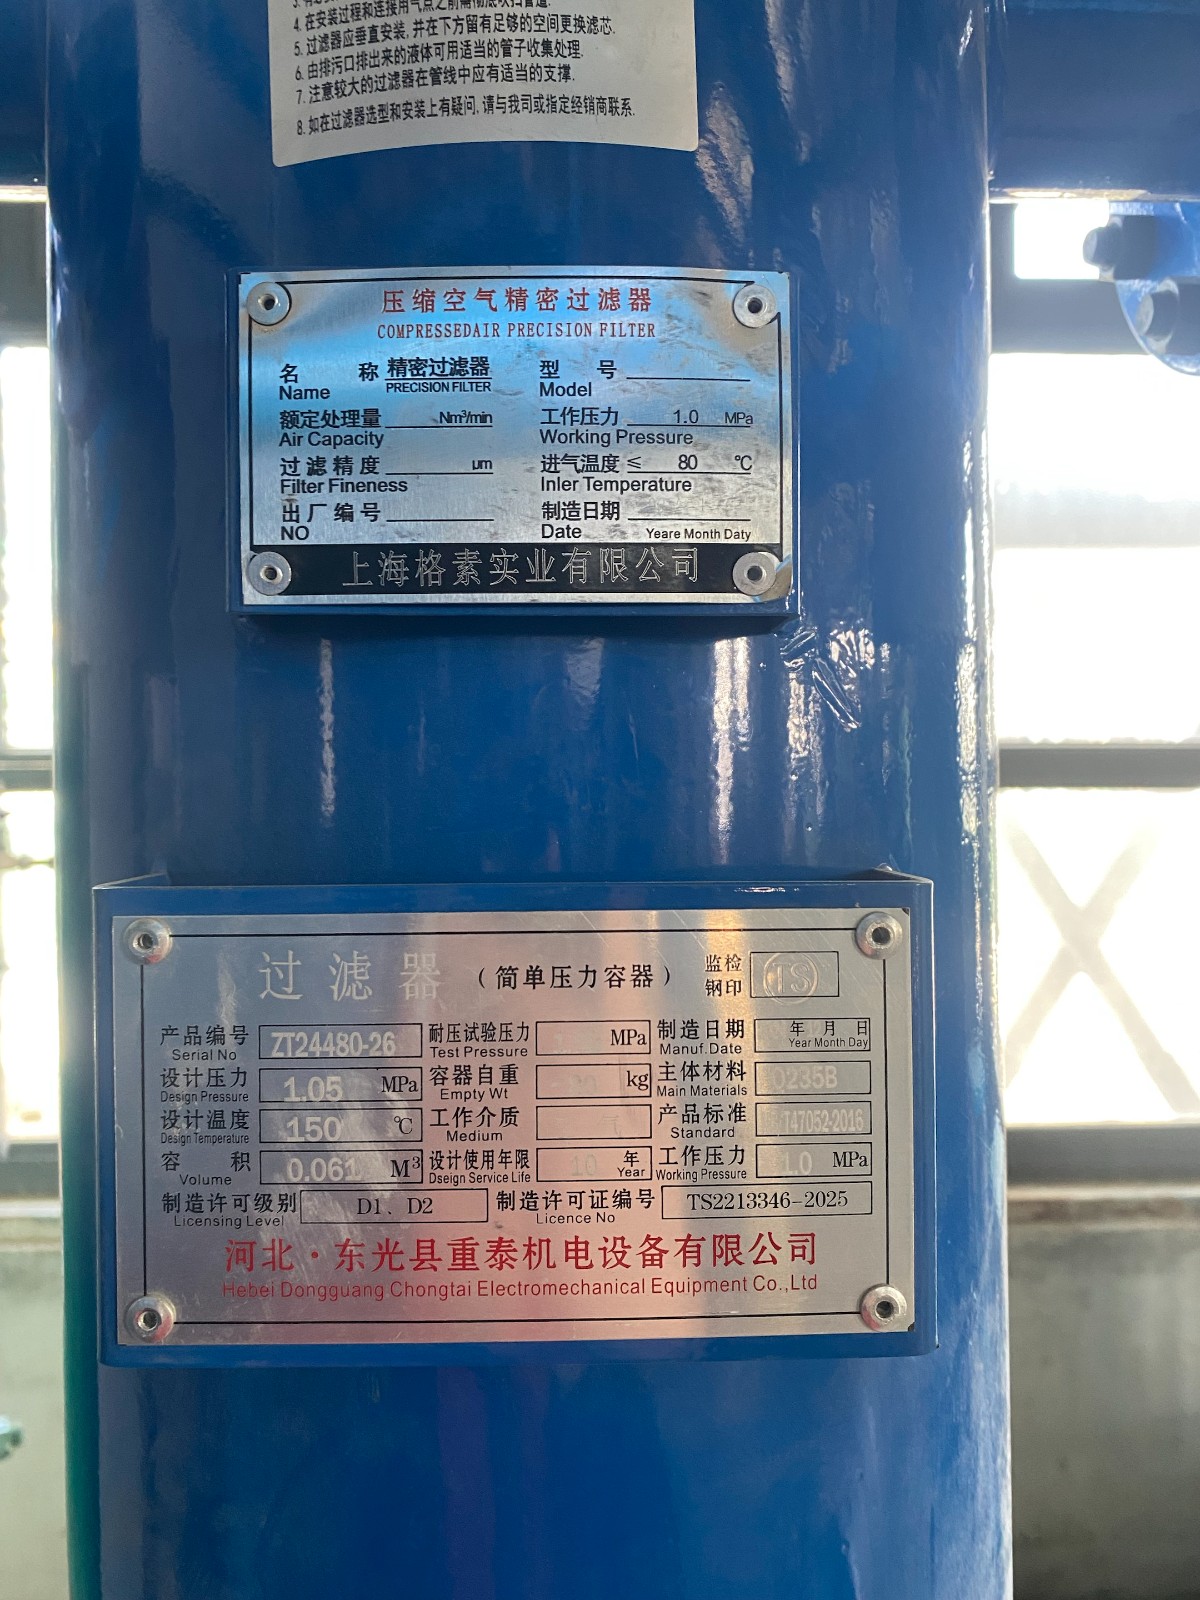 4. 在安装过程和连接用气点之前需彻底吹扫管道.
5. 过滤器应垂直安装, 并在下方留有足够的空间更换滤芯.
6. 由排污口排出来的液体可用适当的管子收集处理.
7. 注意较大的过滤器在管线中应有适当的支撑.
8. 如在过滤器选型和安装上有疑问, 请与我司或指定经销商联系.
压缩空气精密过滤器
COMPRESSEDAIR PRECISION FILTER
名 称 精密过滤器 型 号
Name PRECISION FILTER Model
额定处理量 Nm³/min 工作压力 1.0 MPa
Air Capacity Working Pressure
过滤精度 μm 进气温度 ≤ 80 ℃
Filter Fineness Inler Temperature
出厂编号 制造日期
NO Date Yeare Month Daty
上海格素实业有限公司
过滤器 (简单压力容器) 监检钢印 TS
产品编号 ZT24480-26 耐压试验压力 MPa 制造日期 年 月 日
Serial No Test Pressure Manuf.Date Year Month Day
设计压力 1.05 MPa 容器自重 kg 主体材料 Q235B
Design Pressure Empty Wt Main Materials
设计温度 150 ℃ 工作介质 产品标准 T47052-2016
Design Temperature Medium Standard
容 积 0.061 M³ 设计使用年限 10 年 工作压力 1.0 MPa
Volume Dseign Service Life Year Working Pressure
制造许可级别 D1、D2 制造许可证编号 TS2213346-2025
Licensing Level Licence No
河北·东光县重泰机电设备有限公司
Hebei Dongguang Chongtai Electromechanical Equipment Co.,Ltd